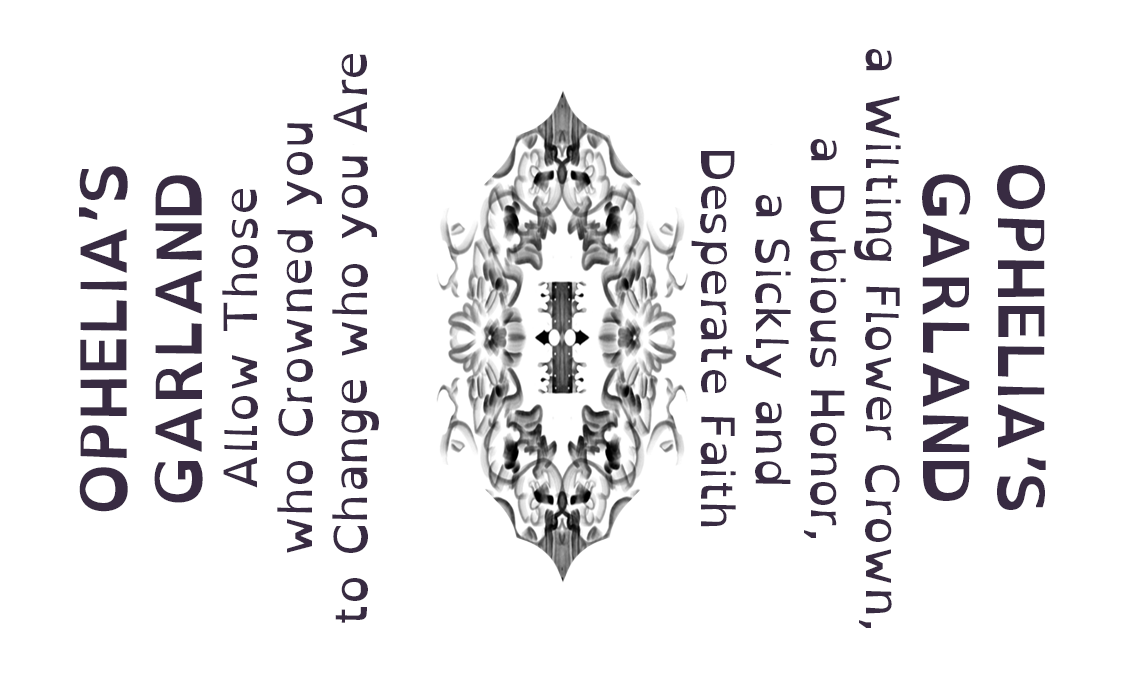 OPHELIA'S
GARLAND
Allow Those
who Crowned you
to Change who you Are
OPHELIA'S
GARLAND
a Wilting Flower Crown,
a Dubious Honor,
a Sickly and
Desperate Faith